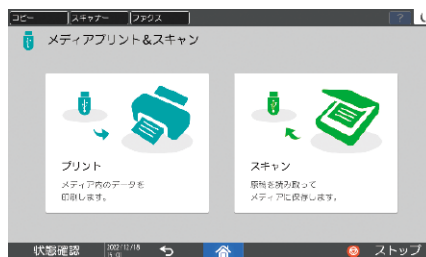 コピー
スキャナー
ファクス
?
メディアプリント&スキャン
プリント
メディア内のデータを
印刷します。
スキャン
原稿を読み取って
メディアに保存します。
状態確認
2022/12/18
ストップ